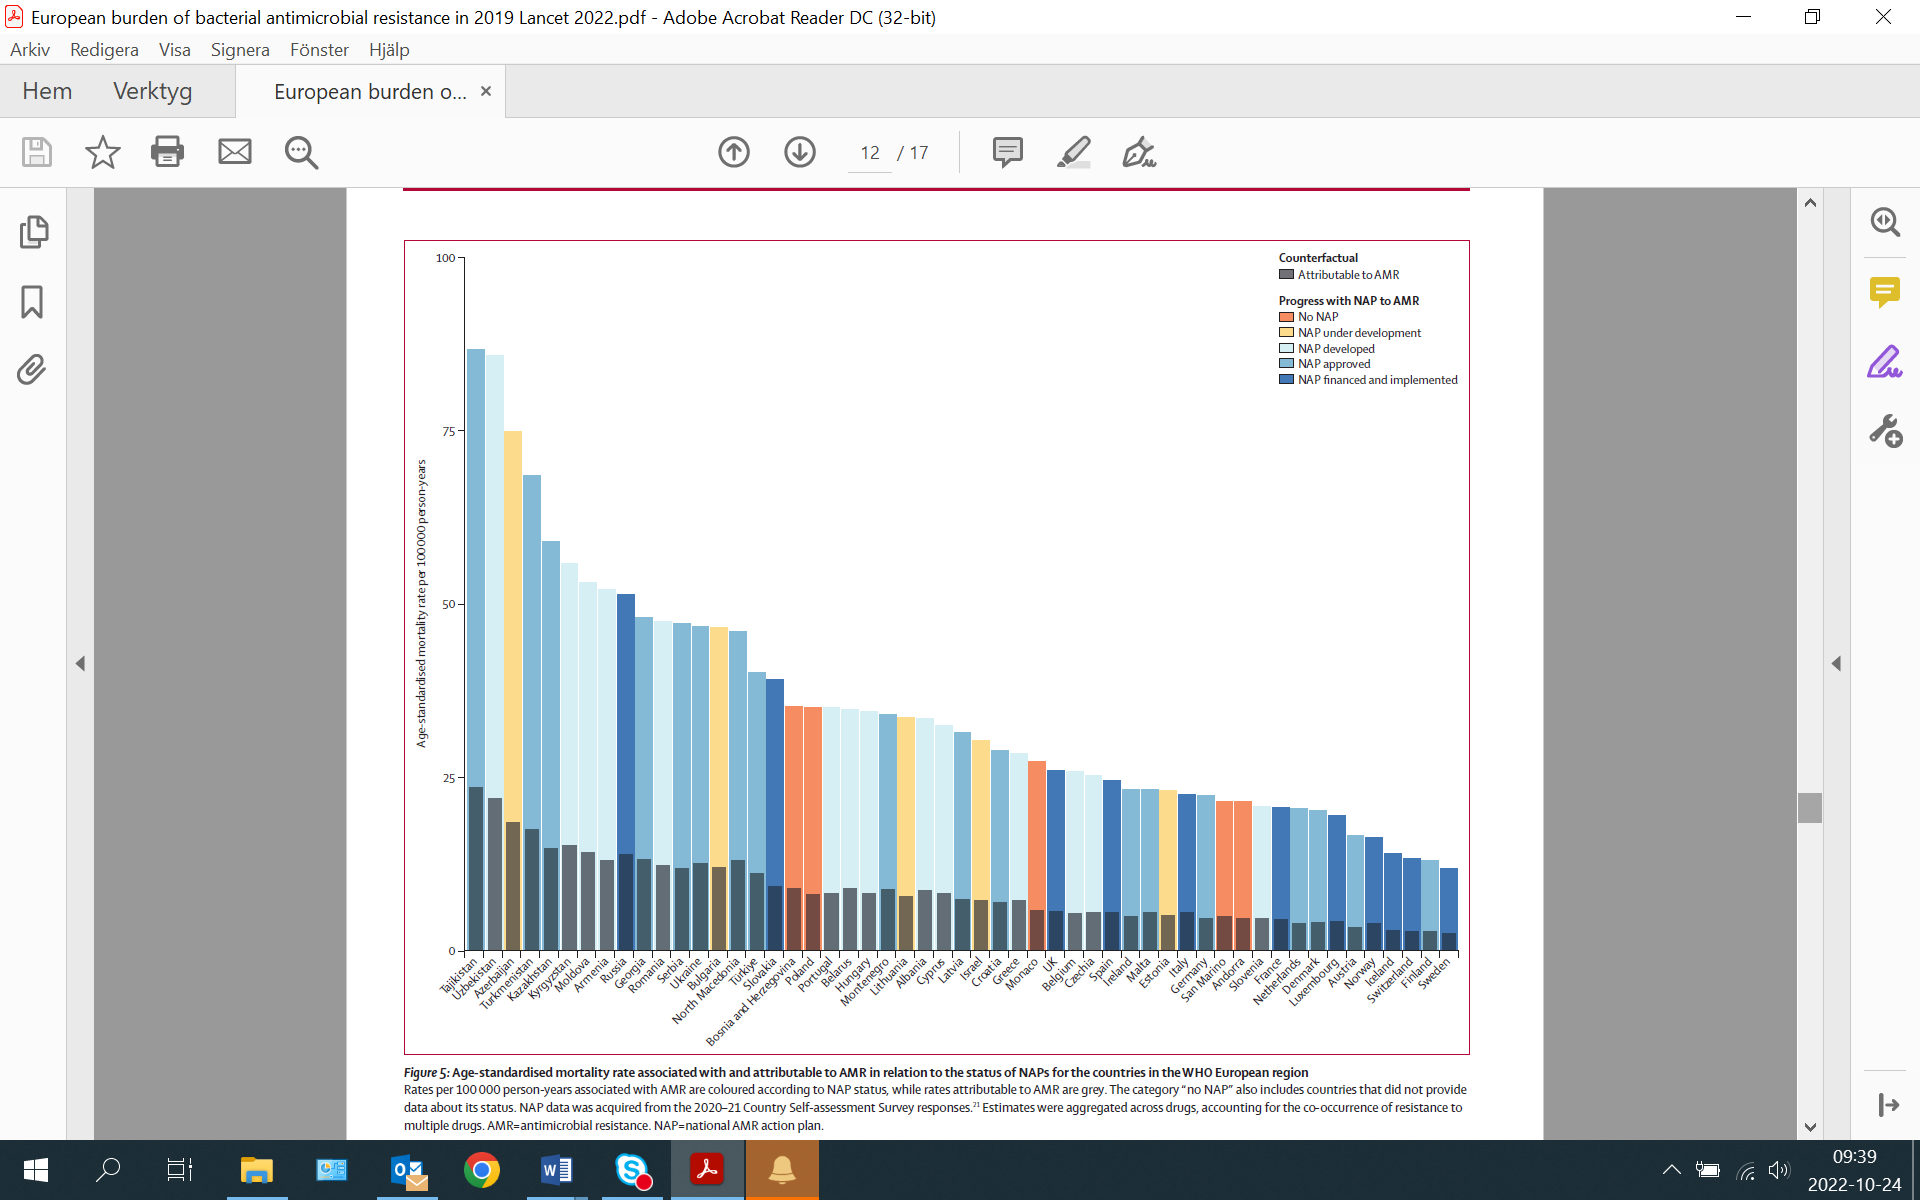 European burden of bacterial antimicrobial resistance in 2019 Lancet 2022.pdf - Adobe Acrobat Reader DC (32-bit)
Arkiv Redigera Visa Signera Fönster Hjälp
Hem Verktyg European burden o... ×
12 / 17
100
75
50
25
0
Age-standardised mortality rate per 100 000 person-years
Counterfactual
Attributable to AMR
Progress with NAP to AMR
No NAP
NAP under development
NAP developed
NAP approved
NAP financed and implemented
Tajikistan
Uzbekistan
Azerbaijan
Turkmenistan
Kazakhstan
Kyrgyzstan
Moldova
Armenia
Russia
Georgia
Romania
Serbia
Ukraine
Bulgaria
North Macedonia
Türkiye
Slovakia
Bosnia and Herzegovina
Poland
Portugal
Belarus
Hungary
Montenegro
Lithuania
Albania
Cyprus
Latvia
Israel
Croatia
Greece
Monaco
UK
Belgium
Czechia
Spain
Ireland
Malta
Estonia
Italy
Germany
San Marino
Andorra
Slovenia
France
Netherlands
Denmark
Luxembourg
Austria
Norway
Iceland
Switzerland
Finland
Sweden
Figure 5: Age-standardised mortality rate associated with and attributable to AMR in relation to the status of NAPs for the countries in the WHO European region
Rates per 100 000 person-years associated with AMR are coloured according to NAP status, while rates attributable to AMR are grey. The category “no NAP” also includes countries that did not provide
data about its status. NAP data was acquired from the 2020–21 Country Self-assessment Survey responses.²¹ Estimates were aggregated across drugs, accounting for the co-occurrence of resistance to
multiple drugs. AMR=antimicrobial resistance. NAP=national AMR action plan.
09:39
2022-10-24